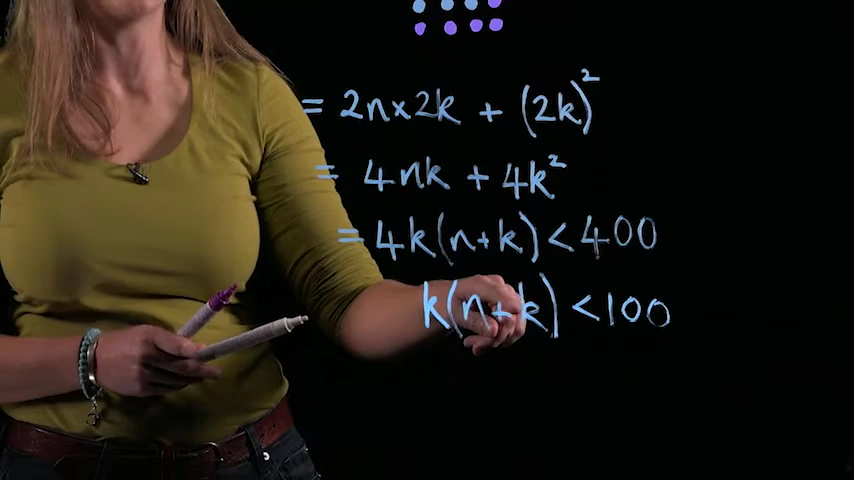 = 2n×2k + (2k)²
= 4nk + 4k²
= 4k(n+k) < 400
k(n+k) < 100